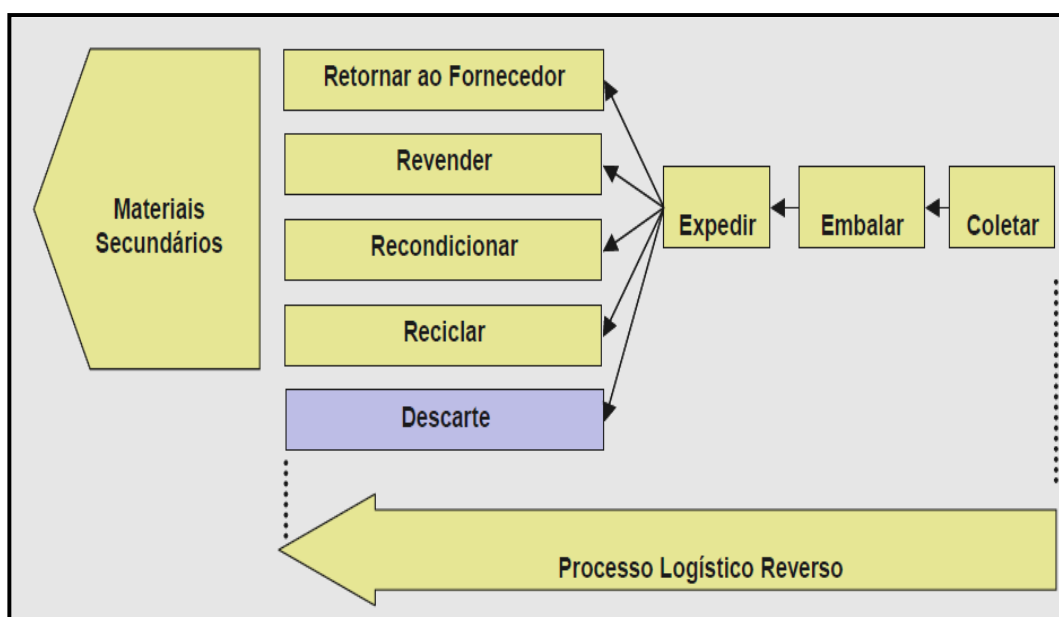 Retornar ao Fornecedor
Revender
Materiais
Secundários
Expedir
Embalar
Coletar
Recondicionar
Reciclar
Descarte
Processo Logístico Reverso